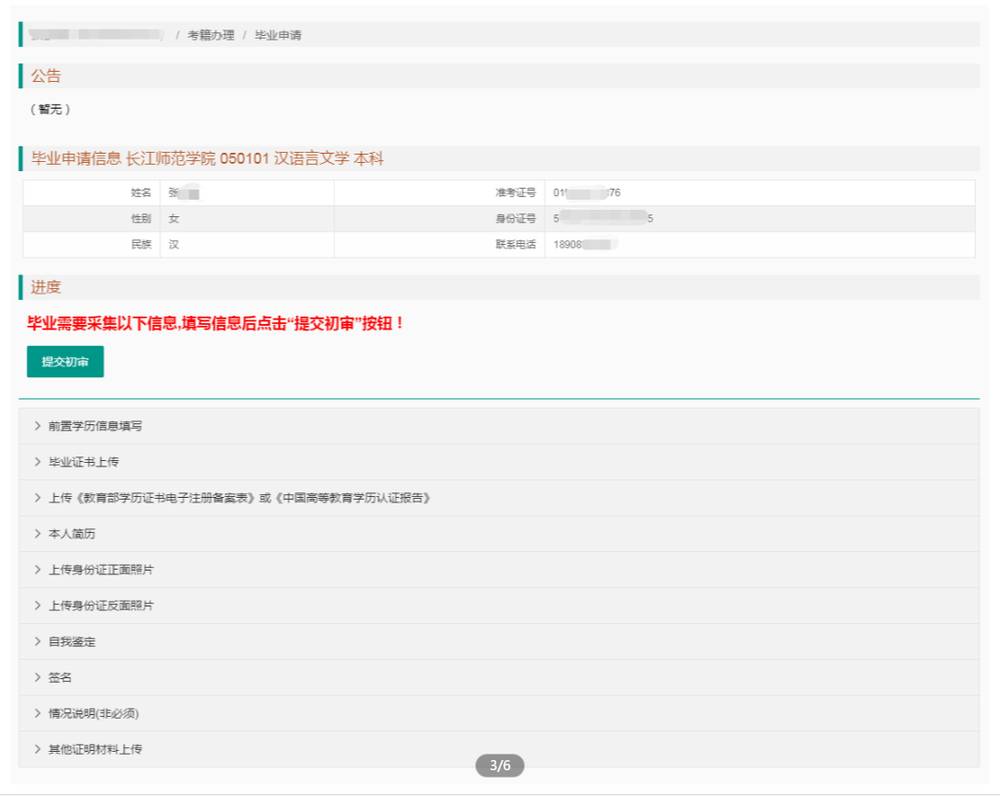 / 考籍办理 / 毕业申请
公告
（暂无）
毕业申请信息 长江师范学院 050101 汉语言文学 本科
姓名 张 准考证号 01 76
性别 女 身份证号 5 5
民族 汉 联系电话 18908
进度
毕业需要采集以下信息,填写信息后点击“提交初审”按钮！
提交初审
前置学历信息填写
毕业证书上传
上传《教育部学历证书电子注册备案表》或《中国高等教育学历认证报告》
本人简历
上传身份证正面照片
上传身份证反面照片
自我鉴定
签名
情况说明(非必须)
其他证明材料上传
3/6